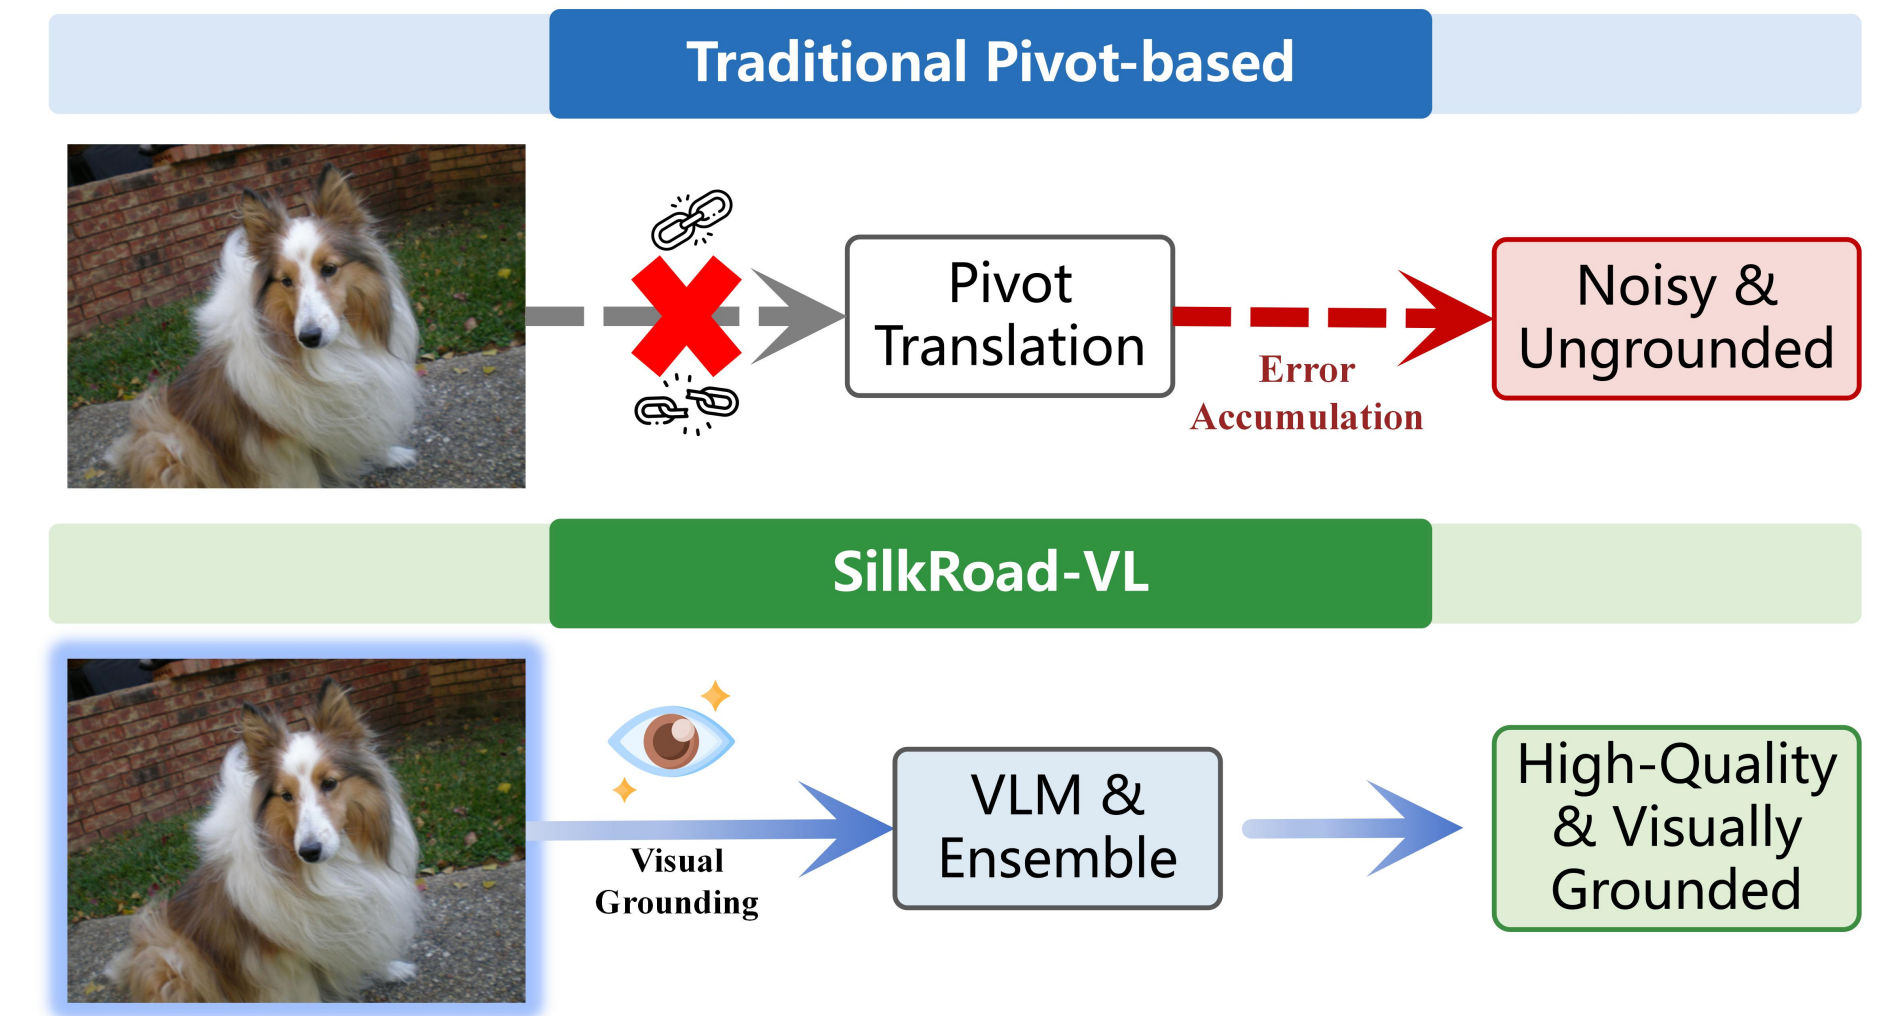 Traditional Pivot-based
Pivot
Translation
Error
Accumulation
Noisy &
Ungrounded
SilkRoad-VL
Visual
Grounding
VLM &
Ensemble
High-Quality
& Visually
Grounded